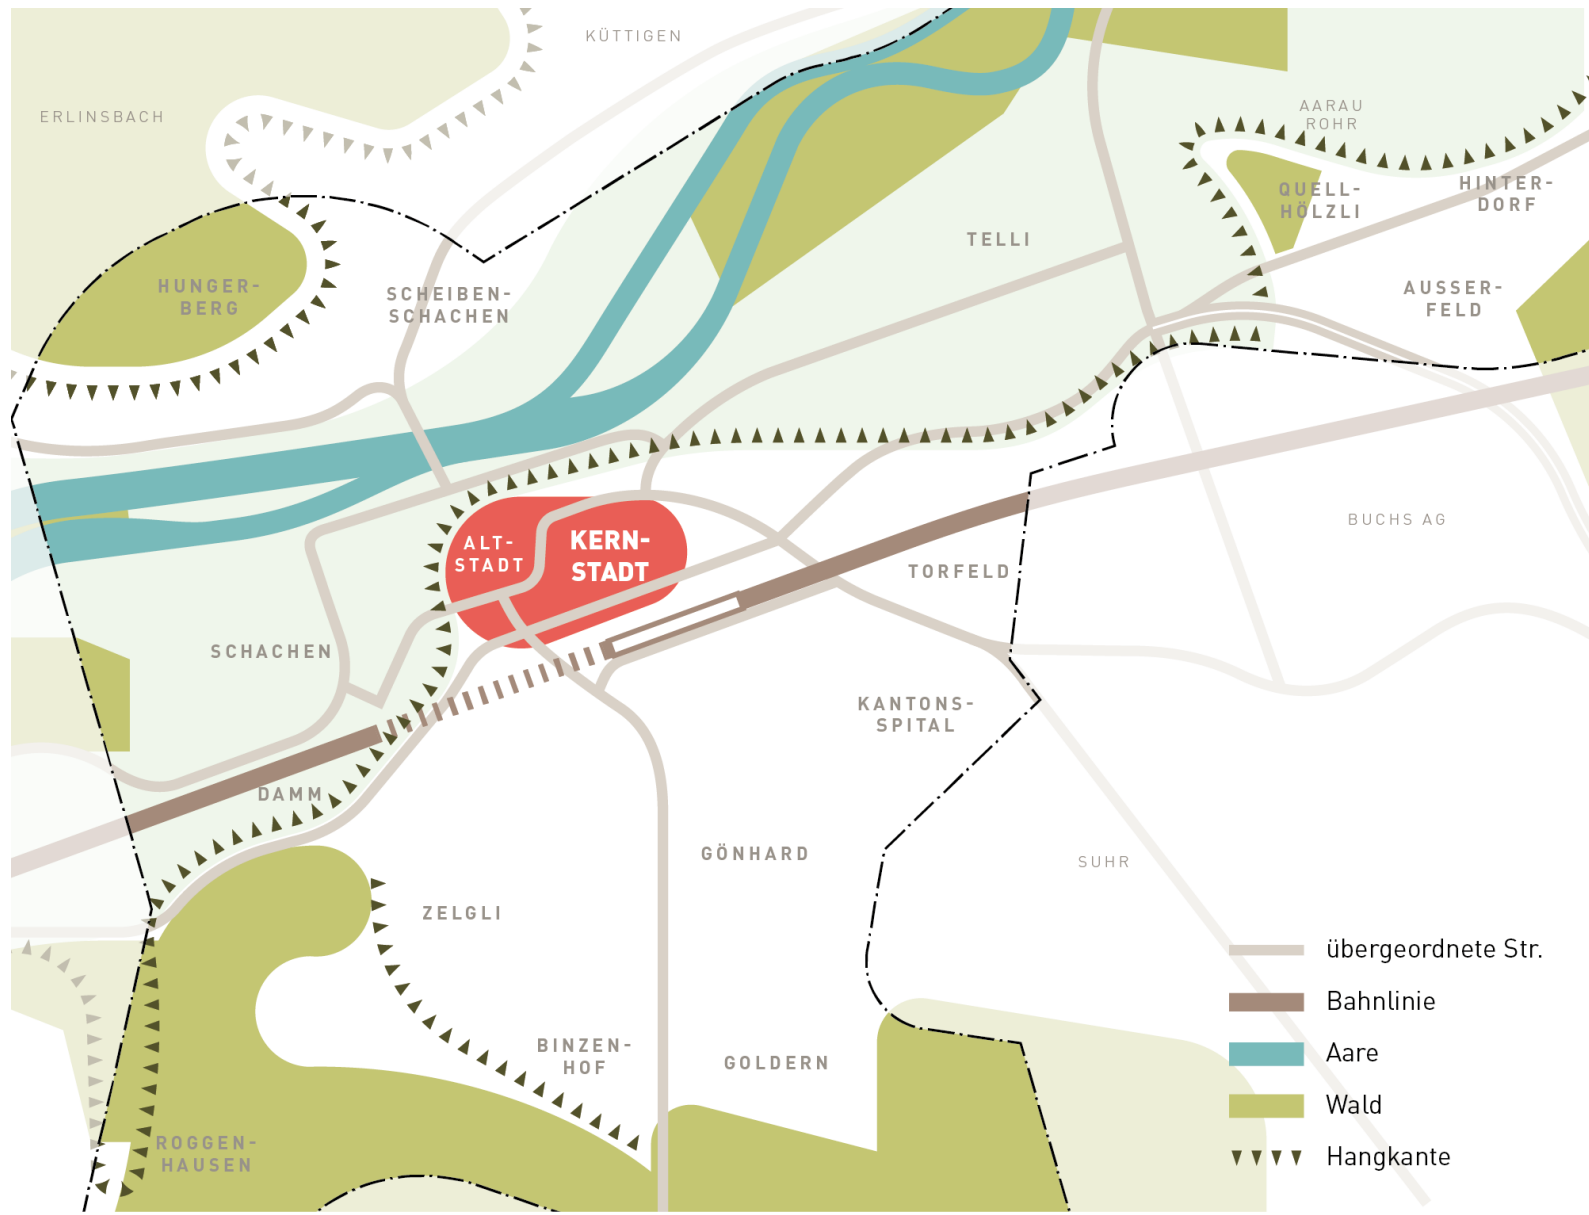 KÜTTIGEN
ERLINSBACH
AARAU
ROHR
QUELL-
HÖLZLI
HINTER-
DORF
TELLI
HUNGER-
BERG
SCHEIBEN-
SCHACHEN
AUSSER-
FELD
BUCHS AG
ALT-
STADT
KERN-
STADT
TORFELD
SCHACHEN
KANTONS-
SPITAL
DAMM
GÖNHARD
SUHR
ZELGLI
BINZEN-
HOF
GOLDERN
ROGGEN-
HAUSEN
übergeordnete Str.
Bahnlinie
Aare
Wald
Hangkante